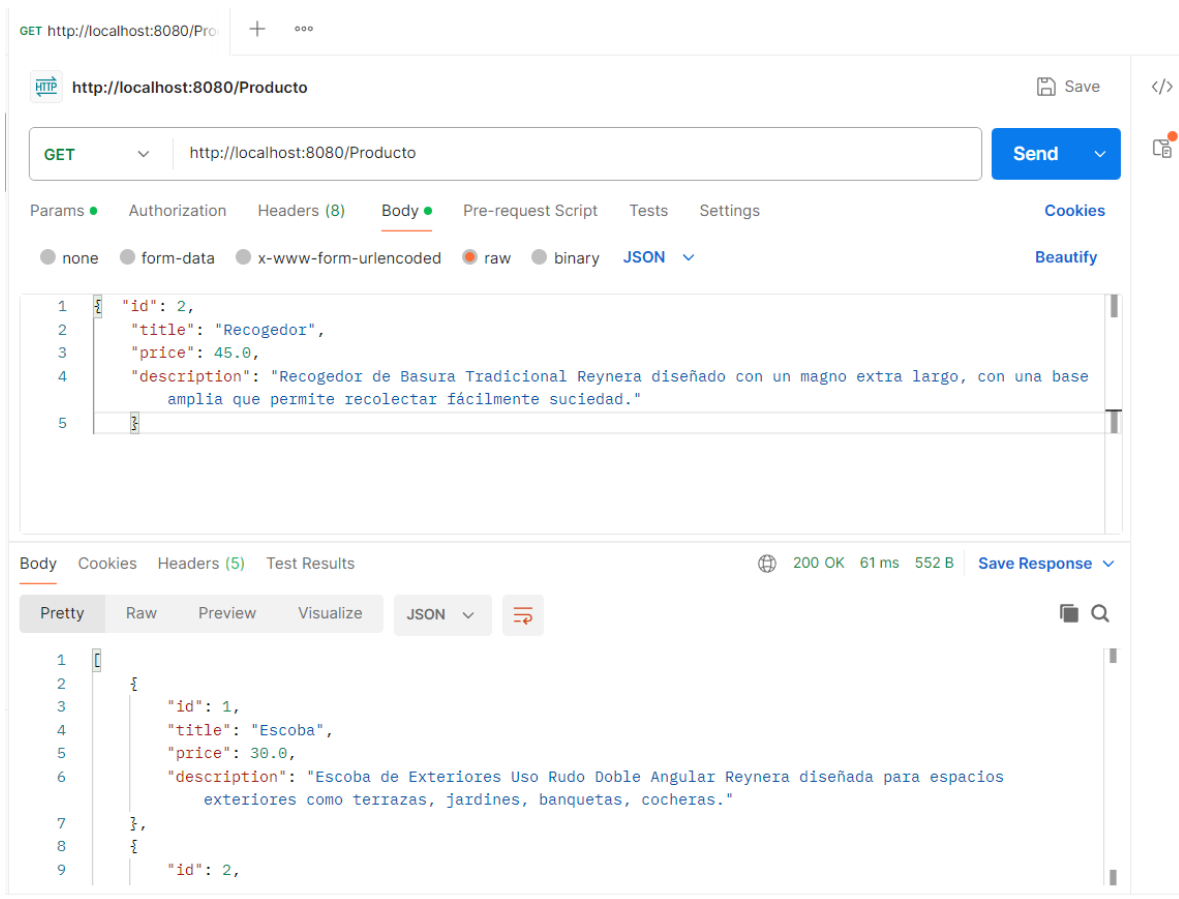 GET http://localhost:8080/Pro
HTTP http://localhost:8080/Producto
Save
GET http://localhost:8080/Producto
Send
Params Authorization Headers (8) Body Pre-request Script Tests Settings Cookies
none form-data x-www-form-urlencoded raw binary JSON Beautify
1 { "id": 2,
2 "title": "Recogedor",
3 "price": 45.0,
4 "description": "Recogedor de Basura Tradicional Reynera diseñado con un magno extra largo, con una base
amplia que permite recolectar fácilmente suciedad."
5 }
Body Cookies Headers (5) Test Results 200 OK 61 ms 552 B Save Response
Pretty Raw Preview Visualize JSON
1 [
2 {
3 "id": 1,
4 "title": "Escoba",
5 "price": 30.0,
6 "description": "Escoba de Exteriores Uso Rudo Doble Angular Reynera diseñada para espacios
exteriores como terrazas, jardines, banquetas, cocheras."
7 },
8 {
9 "id": 2,